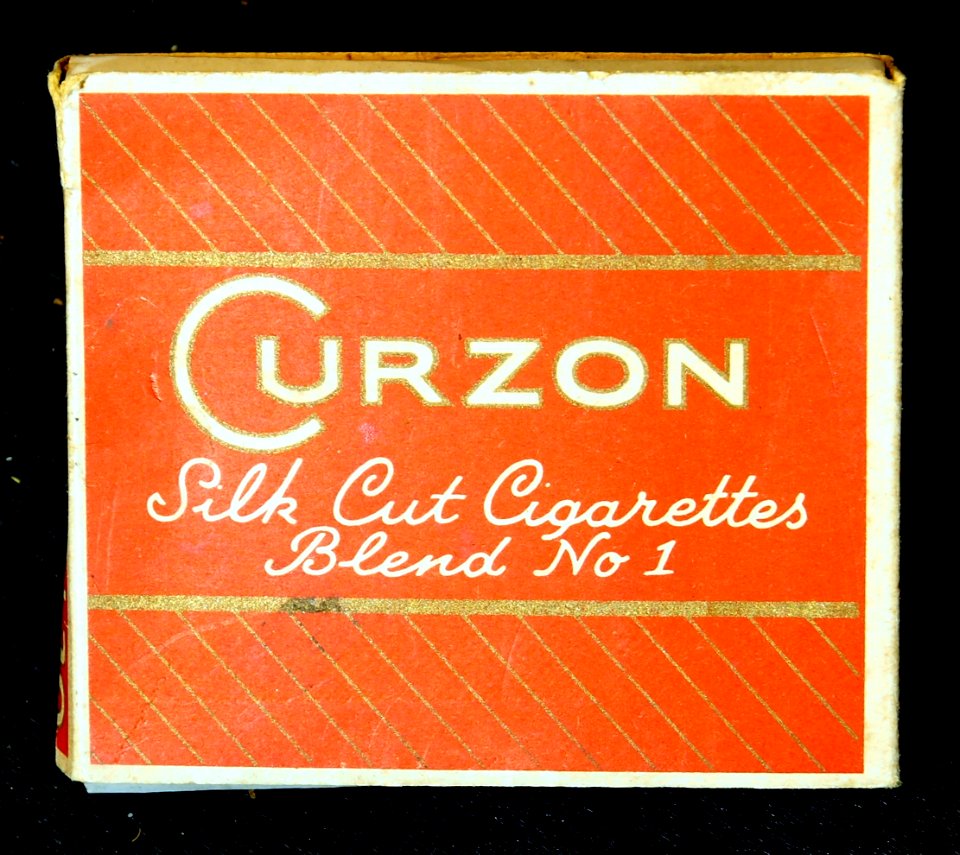 CURZON
Silk Cut Cigarettes
Blend No 1